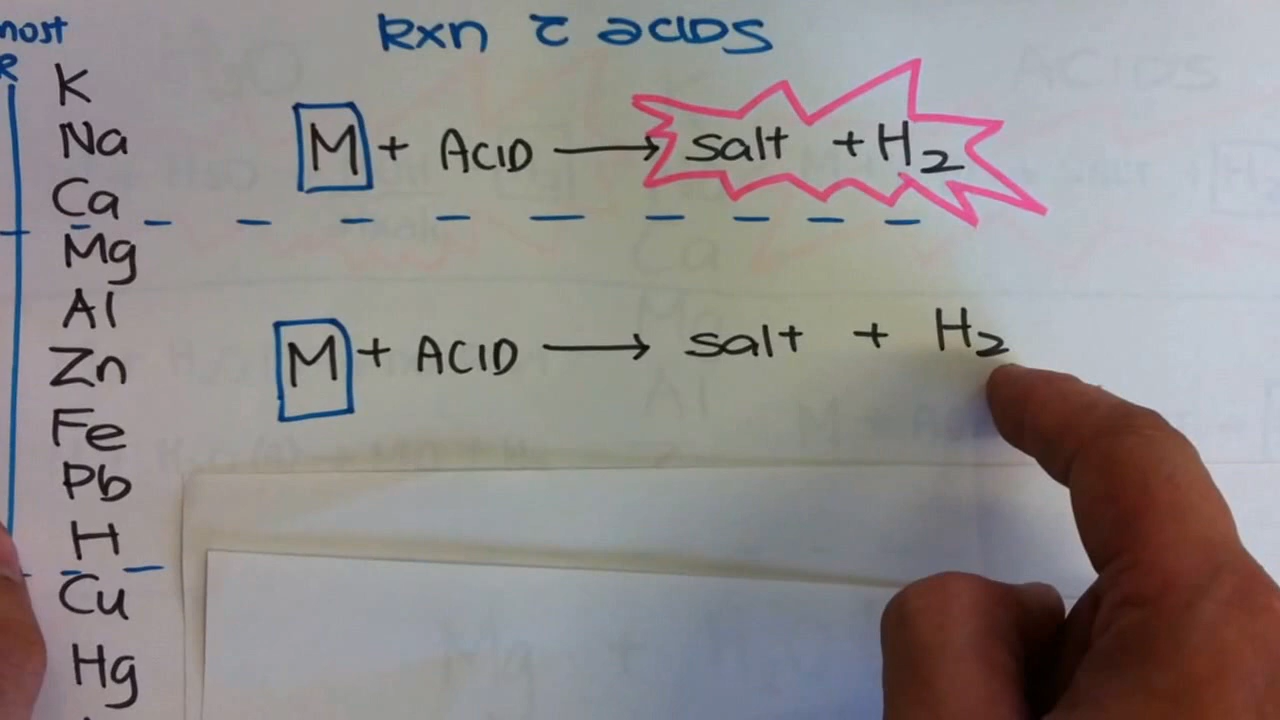 Rxn c̄ acids
most
R
K
Na
Ca
Mg
Al
Zn
Fe
Pb
H
Cu
Hg
M + ACID → salt + H₂
M + ACID → salt + H₂